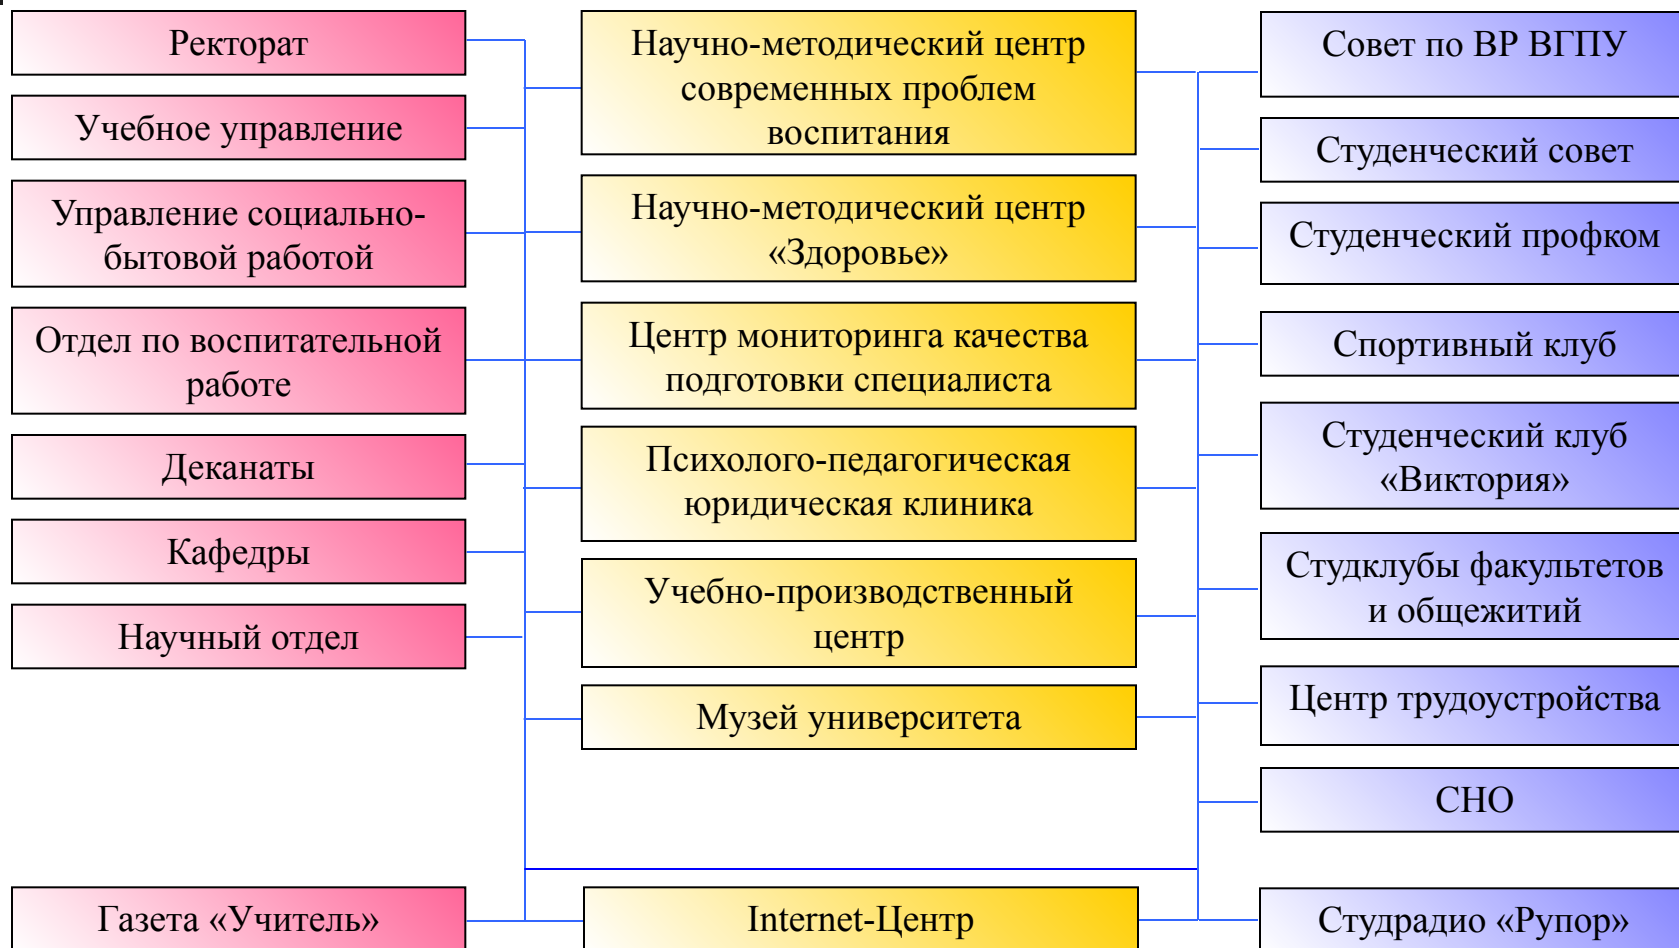 Ректорат
Учебное управление
Управление социально-
бытовой работой
Отдел по воспитательной
работе
Деканаты
Кафедры
Научный отдел
Газета «Учитель»
Научно-методический центр
современных проблем
воспитания
Научно-методический центр
«Здоровье»
Центр мониторинга качества
подготовки специалиста
Психолого-педагогическая
юридическая клиника
Учебно-производственный
центр
Музей университета
Internet-Центр
Совет по ВР ВГПУ
Студенческий совет
Студенческий профком
Спортивный клуб
Студенческий клуб
«Виктория»
Студклубы факультетов
и общежитий
Центр трудоустройства
СНО
Студрадио «Рупор»